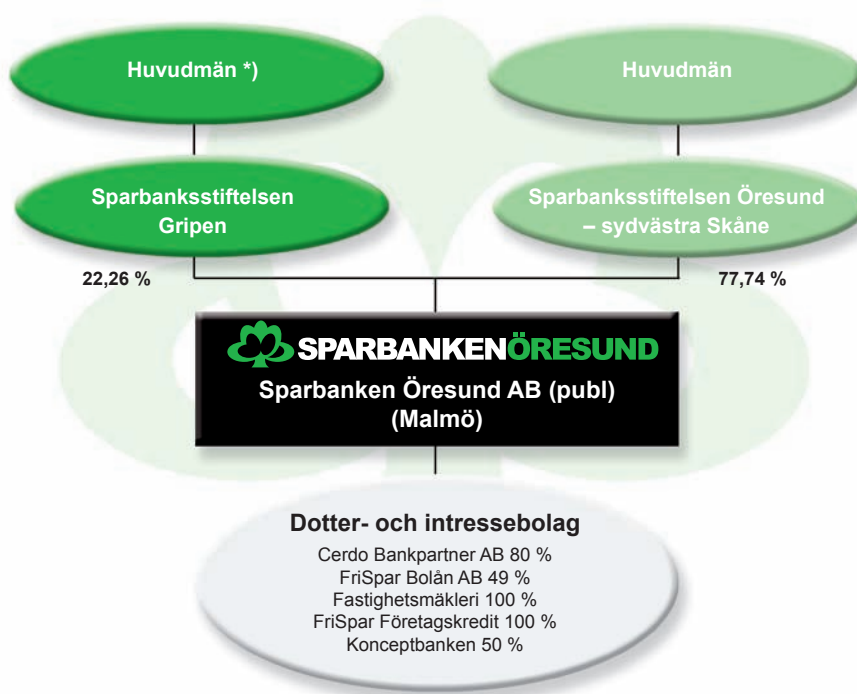 Huvudmän *)
Huvudmän
Sparbanksstiftelsen
Gripen
Sparbanksstiftelsen Öresund
– sydvästra Skåne
22,26 %
77,74 %
SPARBANKENÖRESUND
Sparbanken Öresund AB (publ)
(Malmö)
Dotter- och intressebolag
Cerdo Bankpartner AB 80 %
FriSpar Bolån AB 49 %
Fastighetsmäkleri 100 %
FriSpar Företagskredit 100 %
Konceptbanken 50 %